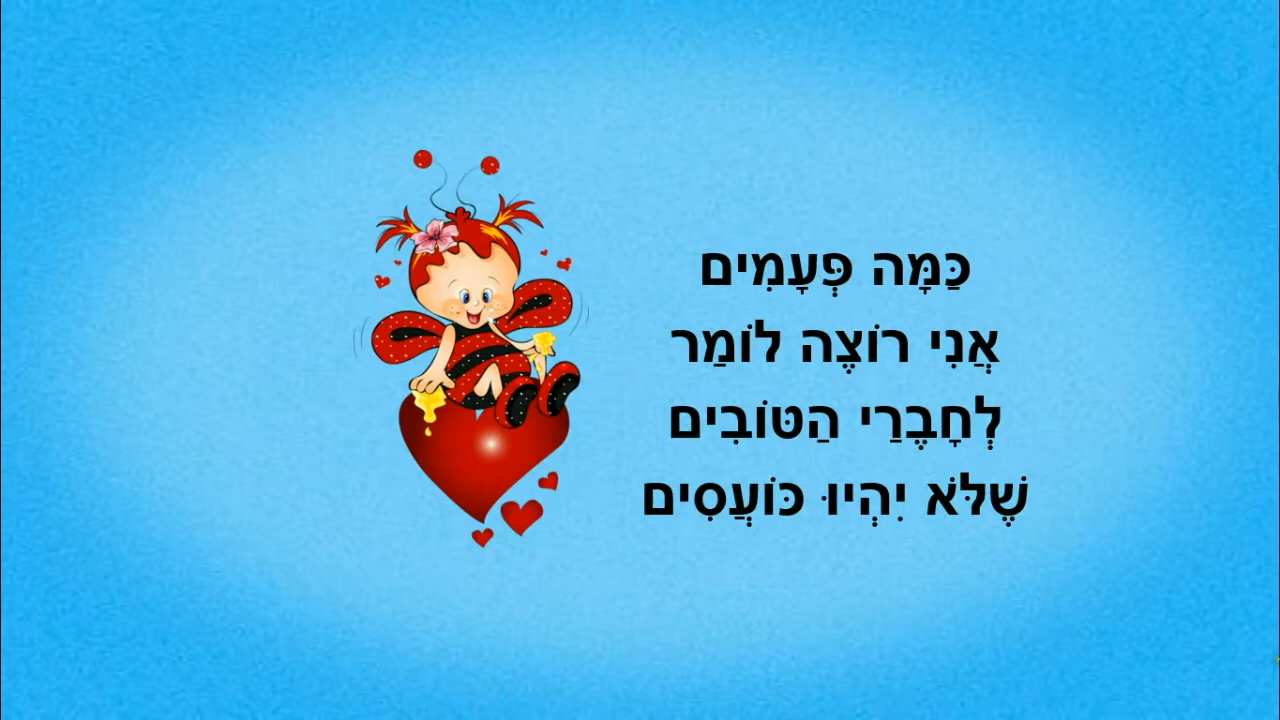 כַּמָּה פְּעָמִים
אֲנִי רוֹצֶה לוֹמַר
לְחָבֶרַי הַטּוֹבִים
שֶׁלֹּא יִהְיוּ כּוֹעֲסִים